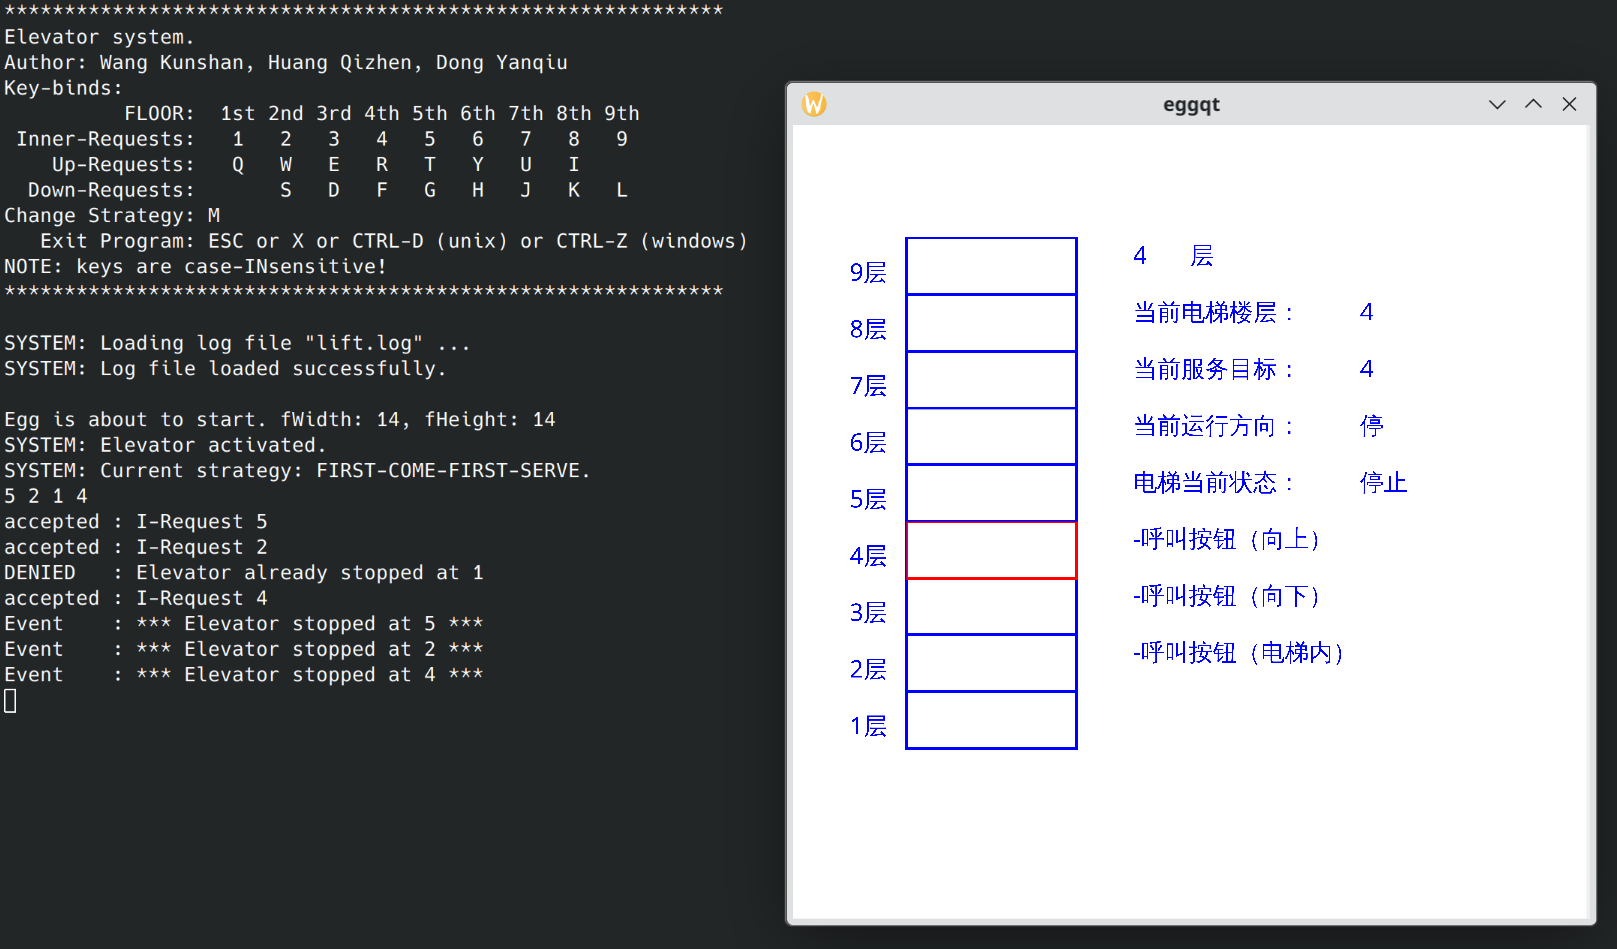 ************************************************************
Elevator system.
Author: Wang Kunshan, Huang Qizhen, Dong Yanqiu
Key-binds:
          FLOOR:  1st 2nd 3rd 4th 5th 6th 7th 8th 9th
 Inner-Requests:   1   2   3   4   5   6   7   8   9
    Up-Requests:   Q   W   E   R   T   Y   U   I
  Down-Requests:       S   D   F   G   H   J   K   L
Change Strategy: M
   Exit Program: ESC or X or CTRL-D (unix) or CTRL-Z (windows)
NOTE: keys are case-INsensitive!
************************************************************
SYSTEM: Loading log file "lift.log" ...
SYSTEM: Log file loaded successfully.
Egg is about to start. fWidth: 14, fHeight: 14
SYSTEM: Elevator activated.
SYSTEM: Current strategy: FIRST-COME-FIRST-SERVE.
5 2 1 4
accepted : I-Request 5
accepted : I-Request 2
DENIED   : Elevator already stopped at 1
accepted : I-Request 4
Event    : *** Elevator stopped at 5 ***
Event    : *** Elevator stopped at 2 ***
Event    : *** Elevator stopped at 4 ***
W
eggqt
9层
8层
7层
6层
5层
4层
3层
2层
1层
4 层
当前电梯楼层： 4
当前服务目标： 4
当前运行方向： 停
电梯当前状态： 停止
-呼叫按钮（向上）
-呼叫按钮（向下）
-呼叫按钮（电梯内）